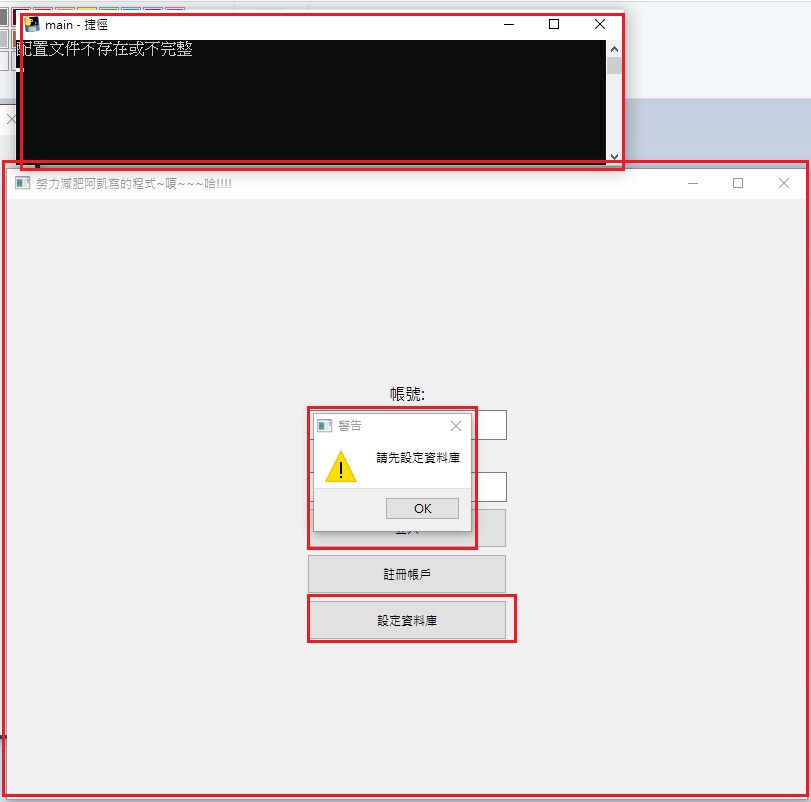 main - 捷徑
配置文件不存在或不完整
努力減肥阿凱寫的程式~嗄~~~哈!!!!
帳號:
警告
請先設定資料庫
OK
註冊帳戶
設定資料庫